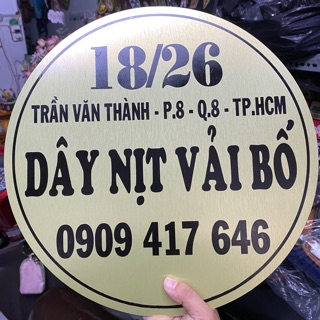 18/26
TRẦN VĂN THÀNH - P.8 - Q.8 - TP.HCM
DÂY NỊT VẢI BỐ
0909 417 646